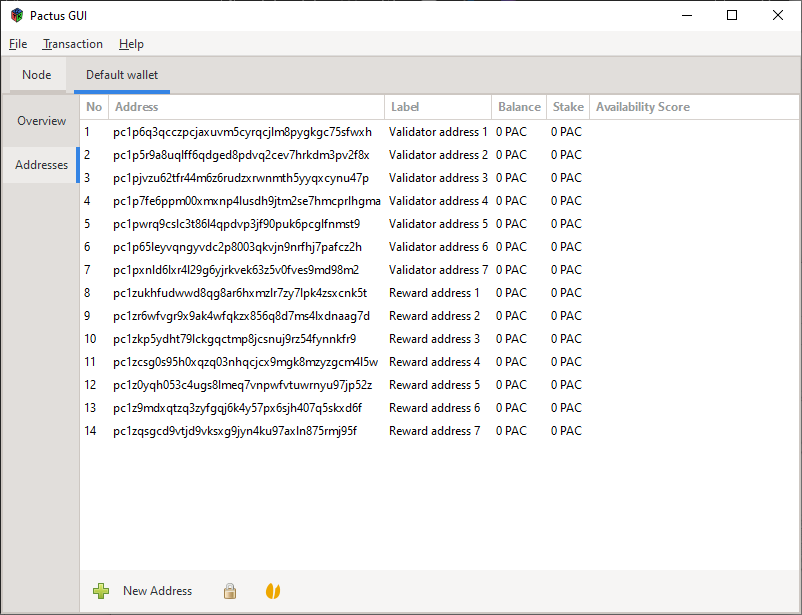 Pactus GUI
File Transaction Help
Node Default wallet
Overview
Addresses
No Address Label Balance Stake Availability Score
1 pc1p6q3qcczpcjaxuvm5cyrqcjlm8pygkgc75sfwxh Validator address 1 0 PAC 0 PAC
2 pc1p5r9a8uqlff6qdged8pdvq2cev7hrkdm3pv2f8x Validator address 2 0 PAC 0 PAC
3 pc1pjvzu62tfr44m6z6rudzxrwnmth5yyqxcynu47p Validator address 3 0 PAC 0 PAC
4 pc1p7fe6ppm00xmxnp4lusdh9jtm2se7hmcprlhgma Validator address 4 0 PAC 0 PAC
5 pc1pwrq9cslc3t86l4qpdvp3jf90puk6pcglfnmst9 Validator address 5 0 PAC 0 PAC
6 pc1p65leyvqngyvdc2p8003qkvjn9nrfhj7pafcz2h Validator address 6 0 PAC 0 PAC
7 pc1pxnld6lxr4l29g6yjrkvek63z5v0fves9md98m2 Validator address 7 0 PAC 0 PAC
8 pc1zukhfudwwd8qg8ar6hxmzlr7zy7lpk4zsxcnk5t Reward address 1 0 PAC 0 PAC
9 pc1zr6wfvgr9x9ak4wfqkzx856q8d7ms4lxdnaag7d Reward address 2 0 PAC 0 PAC
10 pc1zkp5ydht79lckgqctmp8jcsnuj9rz54fynnkfr9 Reward address 3 0 PAC 0 PAC
11 pc1zcsg0s95h0xqzq03nhqcjcx9mgk8mzyzgcm4l5w Reward address 4 0 PAC 0 PAC
12 pc1z0yqh053c4ugs8lmeq7vnpwfvtuwrnyu97jp52z Reward address 5 0 PAC 0 PAC
13 pc1z9mdxqtzq3zyfgqj6k4y57px6sjh407q5skxd6f Reward address 6 0 PAC 0 PAC
14 pc1zqsgcd9vtjd9vksxg9jyn4ku97axln875rmj95f Reward address 7 0 PAC 0 PAC
New Address